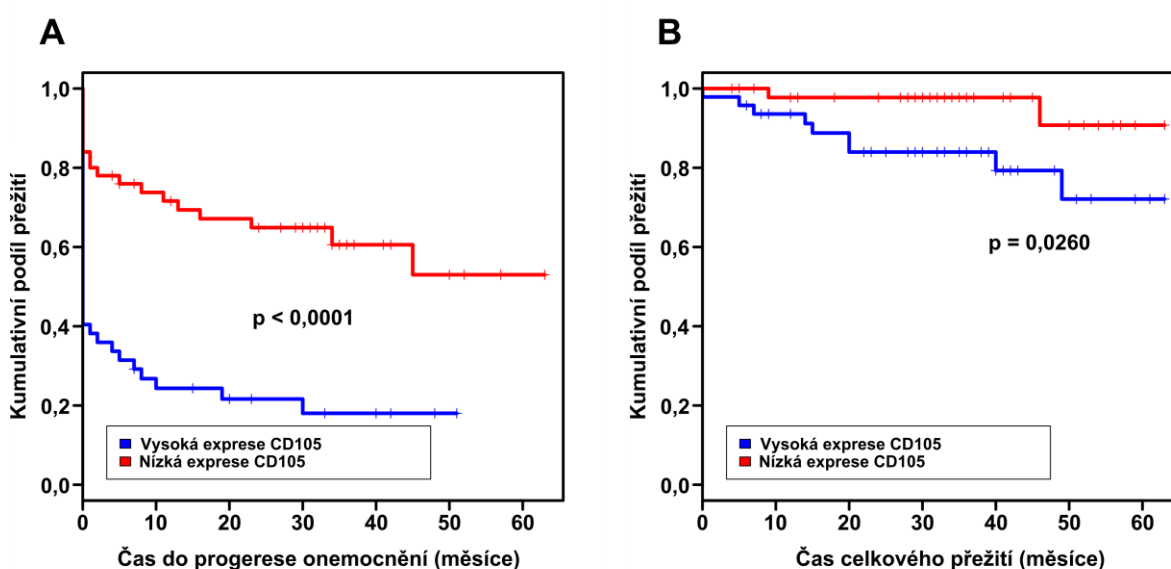 A
Kumulativní podíl přežití
1,0
0,8
0,6
0,4
0,2
0,0
p < 0,0001
Vysoká exprese CD105
Nízká exprese CD105
0 10 20 30 40 50 60
Čas do progerese onemocnění (měsíce)
B
Kumulativní podíl přežití
1,0
0,8
0,6
0,4
0,2
0,0
p = 0,0260
Vysoká exprese CD105
Nízká exprese CD105
0 10 20 30 40 50 60
Čas celkového přežití (měsíce)